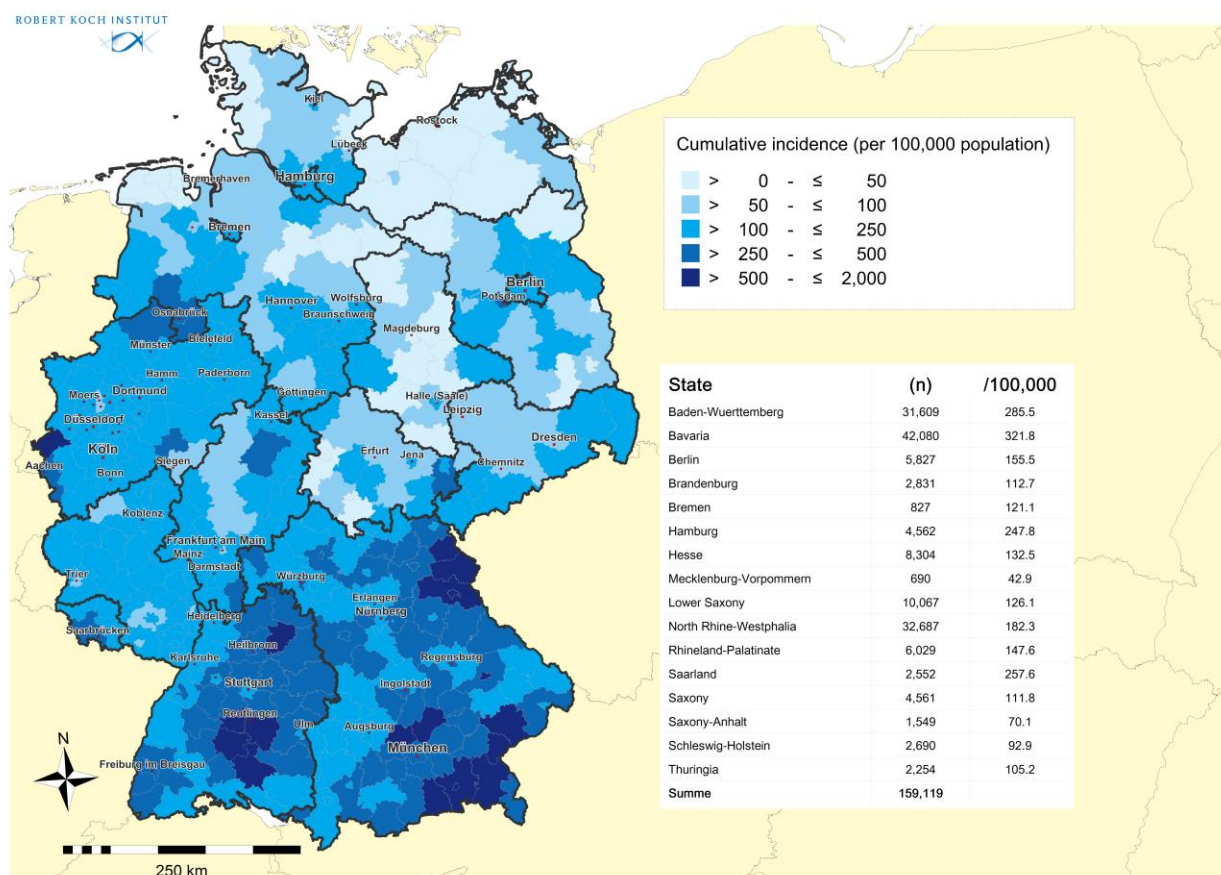 ROBERT KOCH INSTITUT
Kiel
Rostock
Lübeck
Bremerhaven
Hamburg
Bremen
Berlin
Potsdam
Hannover
Wolfsburg
Braunschweig
Osnabrück
Magdeburg
Bielefeld
Münster
Hamm
Paderborn
Göttingen
Halle (Saale)
Leipzig
Moers
Dortmund
Kassel
Düsseldorf
Dresden
Köln
Erfurt
Jena
Chemnitz
Aachen
Siegen
Bonn
Koblenz
Frankfurt am Main
Mainz
Darmstadt
Würzburg
Trier
Erlangen
Nürnberg
Heidelberg
Saarbrücken
Heilbronn
Karlsruhe
Regensburg
Stuttgart
Ingolstadt
Reutlingen
Ulm
Augsburg
München
Freiburg im Breisgau
N
250 km
Cumulative incidence (per 100,000 population)
> 0 - ≤ 50
> 50 - ≤ 100
> 100 - ≤ 250
> 250 - ≤ 500
> 500 - ≤ 2,000
State (n) /100,000
Baden-Wuerttemberg 31,609 285.5
Bavaria 42,080 321.8
Berlin 5,827 155.5
Brandenburg 2,831 112.7
Bremen 827 121.1
Hamburg 4,562 247.8
Hesse 8,304 132.5
Mecklenburg-Vorpommern 690 42.9
Lower Saxony 10,067 126.1
North Rhine-Westphalia 32,687 182.3
Rhineland-Palatinate 6,029 147.6
Saarland 2,552 257.6
Saxony 4,561 111.8
Saxony-Anhalt 1,549 70.1
Schleswig-Holstein 2,690 92.9
Thuringia 2,254 105.2
Summe 159,119